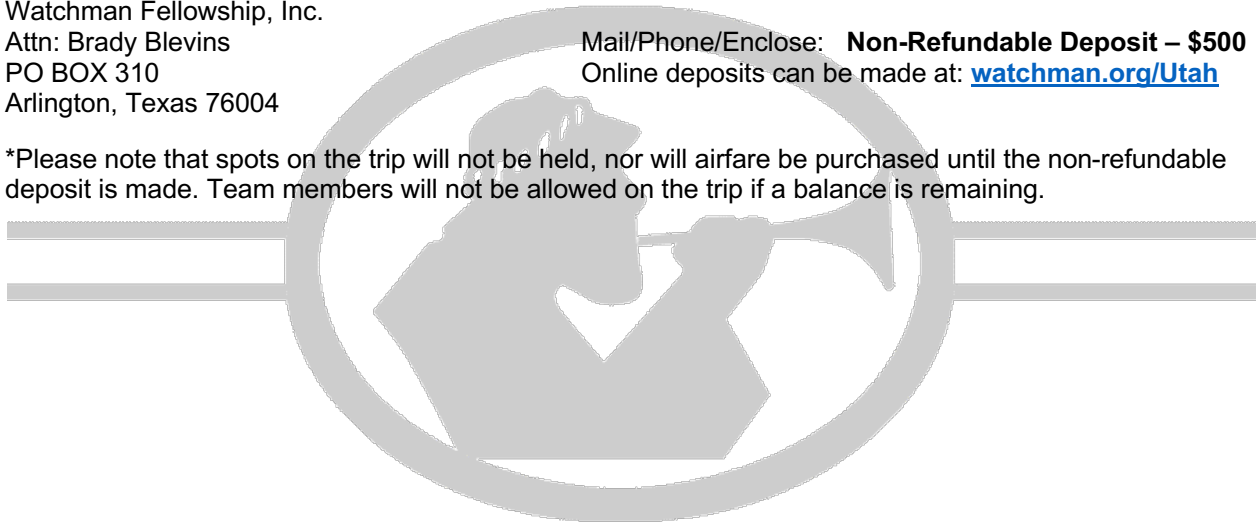 Watchman Fellowship, Inc.
Attn: Brady Blevins
PO BOX 310
Arlington, Texas 76004
Mail/Phone/Enclose: Non-Refundable Deposit – $500
Online deposits can be made at: watchman.org/Utah
*Please note that spots on the trip will not be held, nor will airfare be purchased until the non-refundable
deposit is made. Team members will not be allowed on the trip if a balance is remaining.